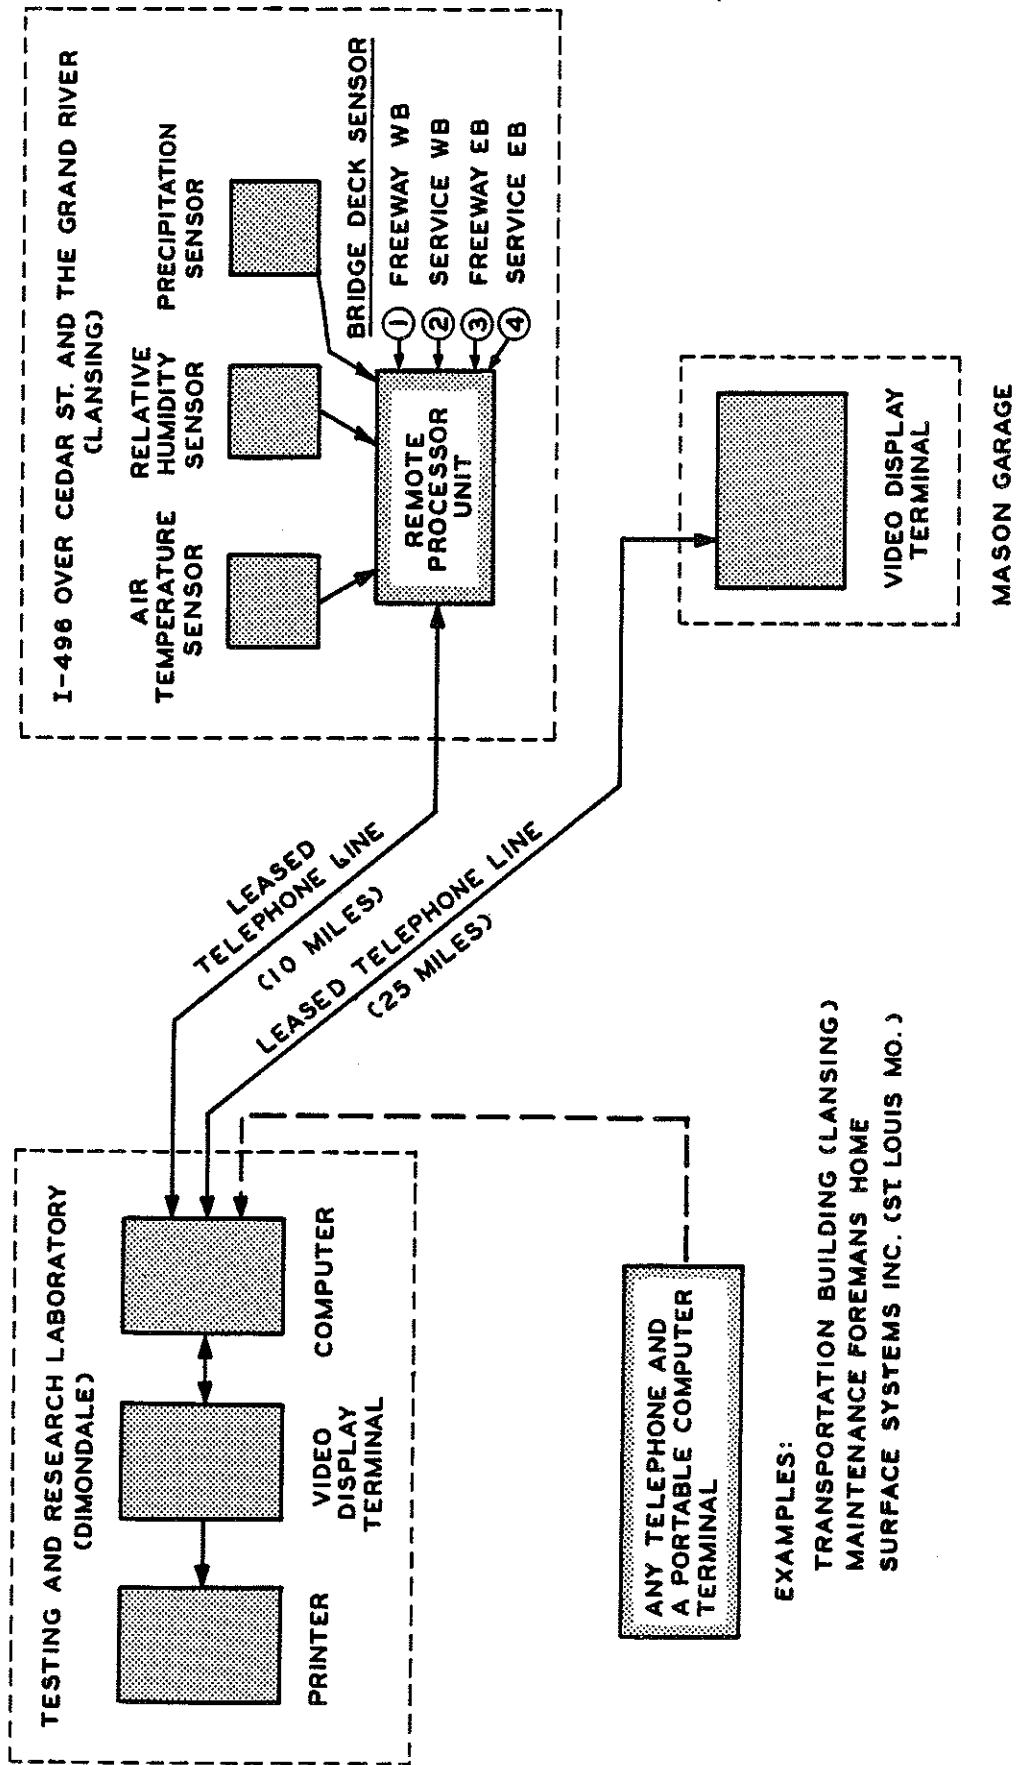 TESTING AND RESEARCH LABORATORY
(DIMONDALE)
PRINTER
VIDEO
DISPLAY
TERMINAL
COMPUTER
LEASED
TELEPHONE LINE
(10 MILES)
LEASED TELEPHONE LINE
(25 MILES)
I-496 OVER CEDAR ST. AND THE GRAND RIVER
(LANSING)
AIR
TEMPERATURE
SENSOR
RELATIVE
HUMIDITY
SENSOR
PRECIPITATION
SENSOR
REMOTE
PROCESSOR
UNIT
BRIDGE DECK SENSOR
1 FREEWAY WB
2 SERVICE WB
3 FREEWAY EB
4 SERVICE EB
ANY TELEPHONE AND
A PORTABLE COMPUTER
TERMINAL
EXAMPLES:
TRANSPORTATION BUILDING (LANSING)
MAINTENANCE FOREMANS HOME
SURFACE SYSTEMS INC. (ST. LOUIS MO.)
VIDEO DISPLAY
TERMINAL
MASON GARAGE